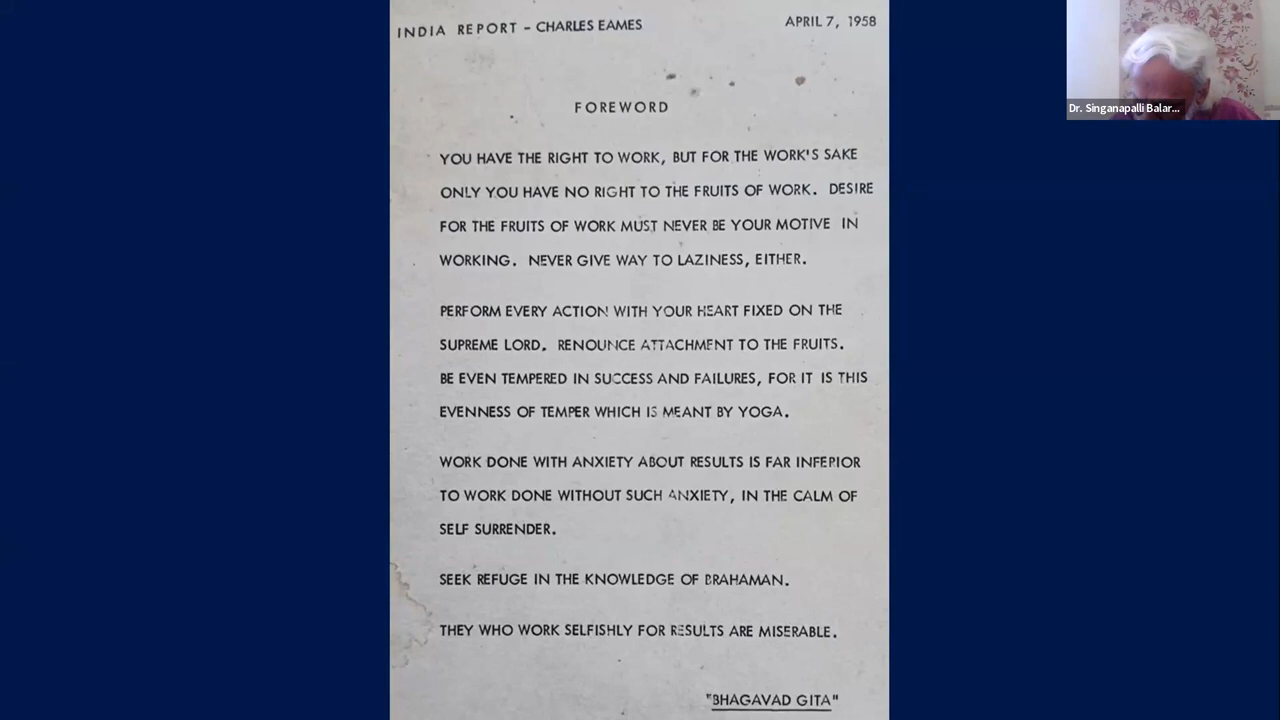 INDIA REPORT - CHARLES EAMES
APRIL 7, 1958
Dr. Singanapalli Balar...
FOREWORD
YOU HAVE THE RIGHT TO WORK, BUT FOR THE WORK'S SAKE
ONLY YOU HAVE NO RIGHT TO THE FRUITS OF WORK. DESIRE
FOR THE FRUITS OF WORK MUST NEVER BE YOUR MOTIVE IN
WORKING. NEVER GIVE WAY TO LAZINESS, EITHER.
PERFORM EVERY ACTION WITH YOUR HEART FIXED ON THE
SUPREME LORD. RENOUNCE ATTACHMENT TO THE FRUITS.
BE EVEN TEMPERED IN SUCCESS AND FAILURES, FOR IT IS THIS
EVENNESS OF TEMPER WHICH IS MEANT BY YOGA.
WORK DONE WITH ANXIETY ABOUT RESULTS IS FAR INFERIOR
TO WORK DONE WITHOUT SUCH ANXIETY, IN THE CALM OF
SELF SURRENDER.
SEEK REFUGE IN THE KNOWLEDGE OF BRAHAMAN.
THEY WHO WORK SELFISHLY FOR RESULTS ARE MISERABLE.
"BHAGAVAD GITA"